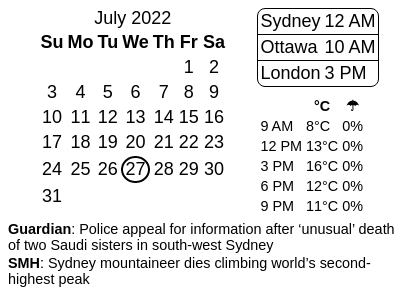 July 2022
Su Mo Tu We Th Fr Sa
1 2
3 4 5 6 7 8 9
10 11 12 13 14 15 16
17 18 19 20 21 22 23
24 25 26 27 28 29 30
31
Sydney 12 AM
Ottawa 10 AM
London 3 PM
°C ☂
9 AM 8°C 0%
12 PM 13°C 0%
3 PM 16°C 0%
6 PM 12°C 0%
9 PM 11°C 0%
Guardian: Police appeal for information after ‘unusual’ death
of two Saudi sisters in south-west Sydney
SMH: Sydney mountaineer dies climbing world’s second-
highest peak